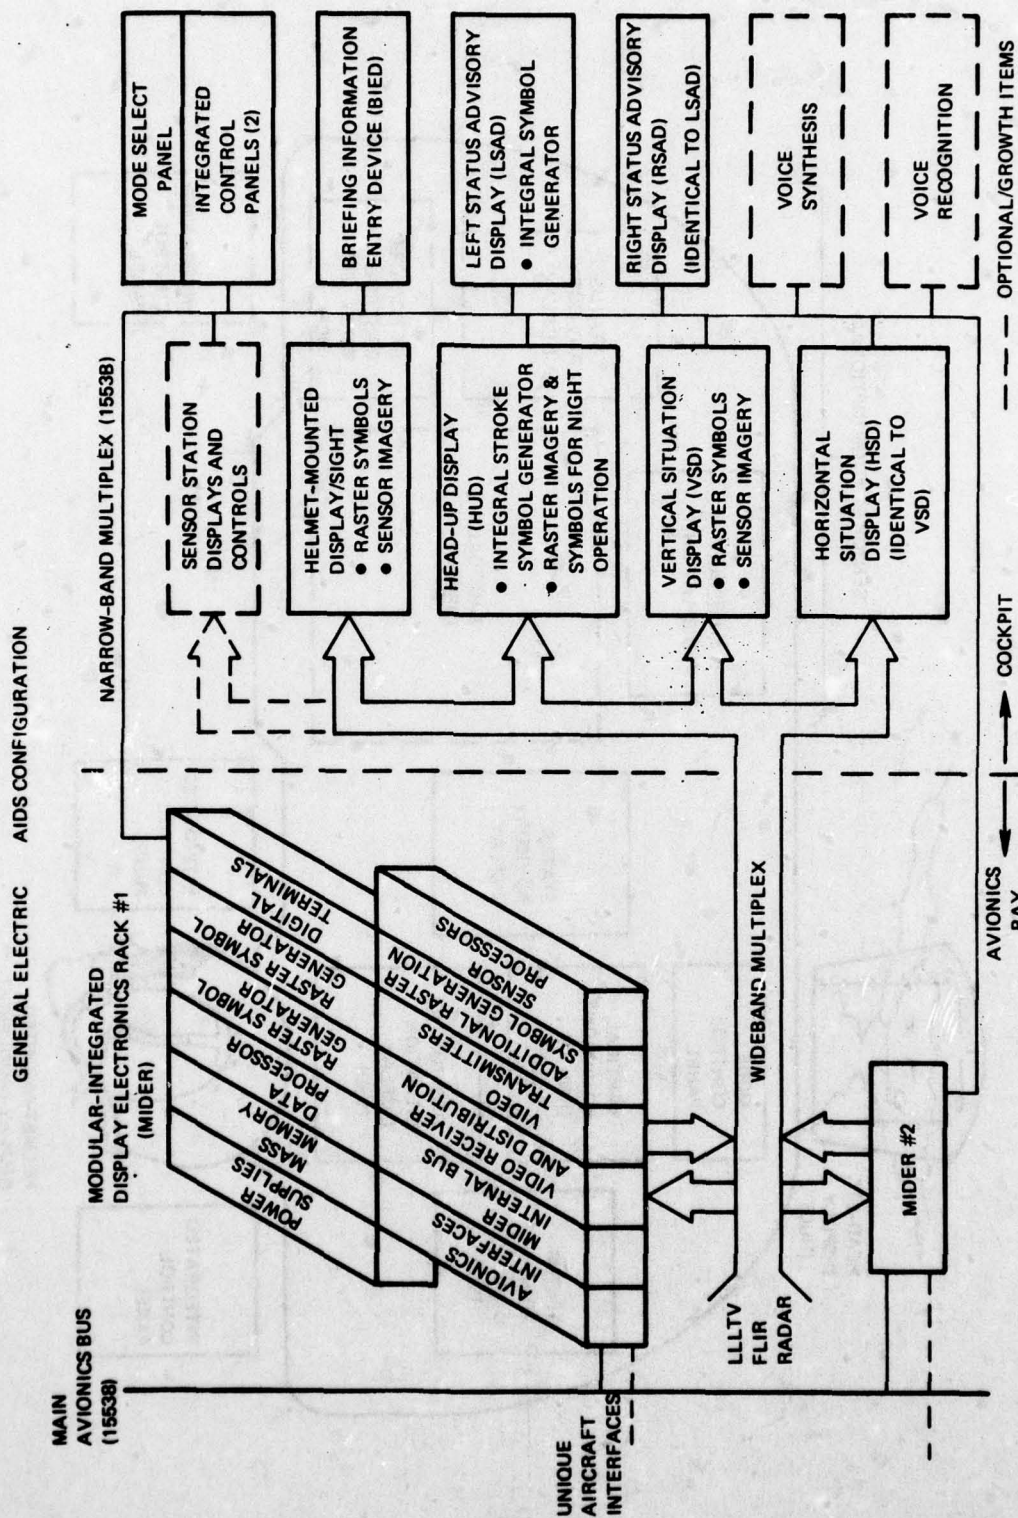 GENERAL ELECTRIC AIDS CONFIGURATION
MAIN
AVIONICS BUS
(15538)
MODULAR-INTEGRATED
DISPLAY ELECTRONICS RACK #1
(MIDER)
NARROW-BAND MULTIPLEX (1553B)
POWER
SUPPLIES
MASS
MEMORY
DATA
PROCESSOR
RASTER SYMBOL
GENERATOR
RASTER SYMBOL
GENERATOR
DIGITAL
TERMINALS
AVIONICS
INTERFACES
MIDER
INTERNAL BUS
VIDEO RECEIVER
AND DISTRIBUTION
VIDEO
TRANSMITTERS
ADDITIONAL RASTER
SYMBOL GENERATION
SENSOR
PROCESSORS
UNIQUE
AIRCRAFT
INTERFACES
LLLTV
FLIR
RADAR
WIDEBAND MULTIPLEX
MIDER #2
AVIONICS
BAY
COCKPIT
SENSOR STATION
DISPLAYS AND
CONTROLS
HELMET-MOUNTED
DISPLAY/SIGHT
• RASTER SYMBOLS
• SENSOR IMAGERY
HEAD-UP DISPLAY
(HUD)
• INTEGRAL STROKE
SYMBOL GENERATOR
• RASTER IMAGERY &
SYMBOLS FOR NIGHT
OPERATION
VERTICAL SITUATION
DISPLAY (VSD)
• RASTER SYMBOLS
• SENSOR IMAGERY
HORIZONTAL
SITUATION
DISPLAY (HSD)
(IDENTICAL TO
VSD)
MODE SELECT
PANEL
INTEGRATED
CONTROL
PANELS (2)
BRIEFING INFORMATION
ENTRY DEVICE (BIED)
LEFT STATUS ADVISORY
DISPLAY (LSAD)
• INTEGRAL SYMBOL
GENERATOR
RIGHT STATUS ADVISORY
DISPLAY (RSAD)
(IDENTICAL TO LSAD)
VOICE
SYNTHESIS
VOICE
RECOGNITION
OPTIONAL/GROWTH ITEMS